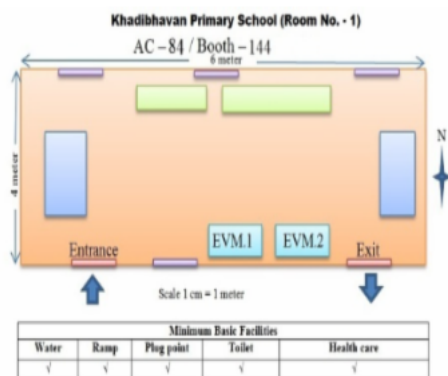 Khadibhavan Primary School (Room No. - 1)
AC – 84 / Booth – 144
6 meter
4 meter
N
EVM.1 EVM.2
Entrance Exit
Scale 1 cm = 1 meter
Minimum Basic Facilities
Water Ramp Plug point Toilet Health care
√ √ √ √ √